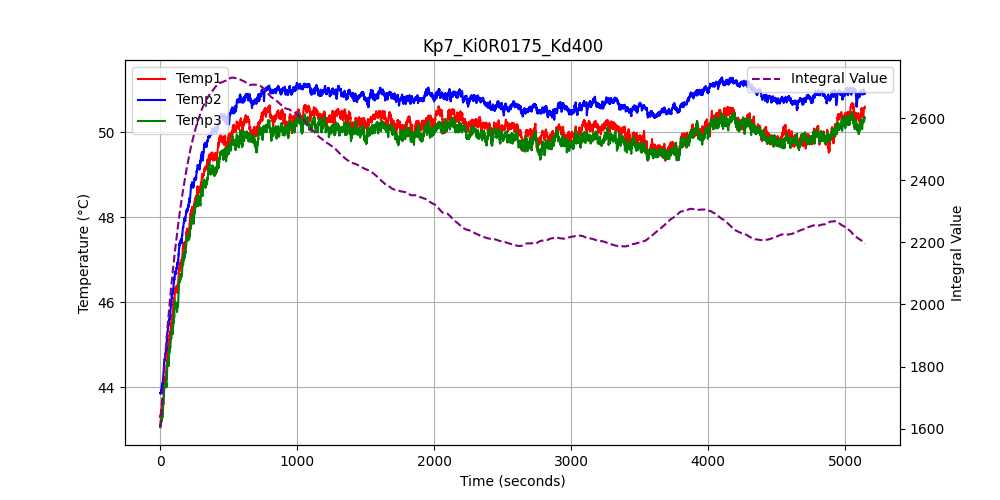 Kp7_Ki0R0175_Kd400
Temp1
Temp2
Temp3
Integral Value
50
48
46
44
2600
2400
2200
2000
1800
1600
0
1000
2000
3000
4000
5000
Temperature (°C)
Integral Value
Time (seconds)